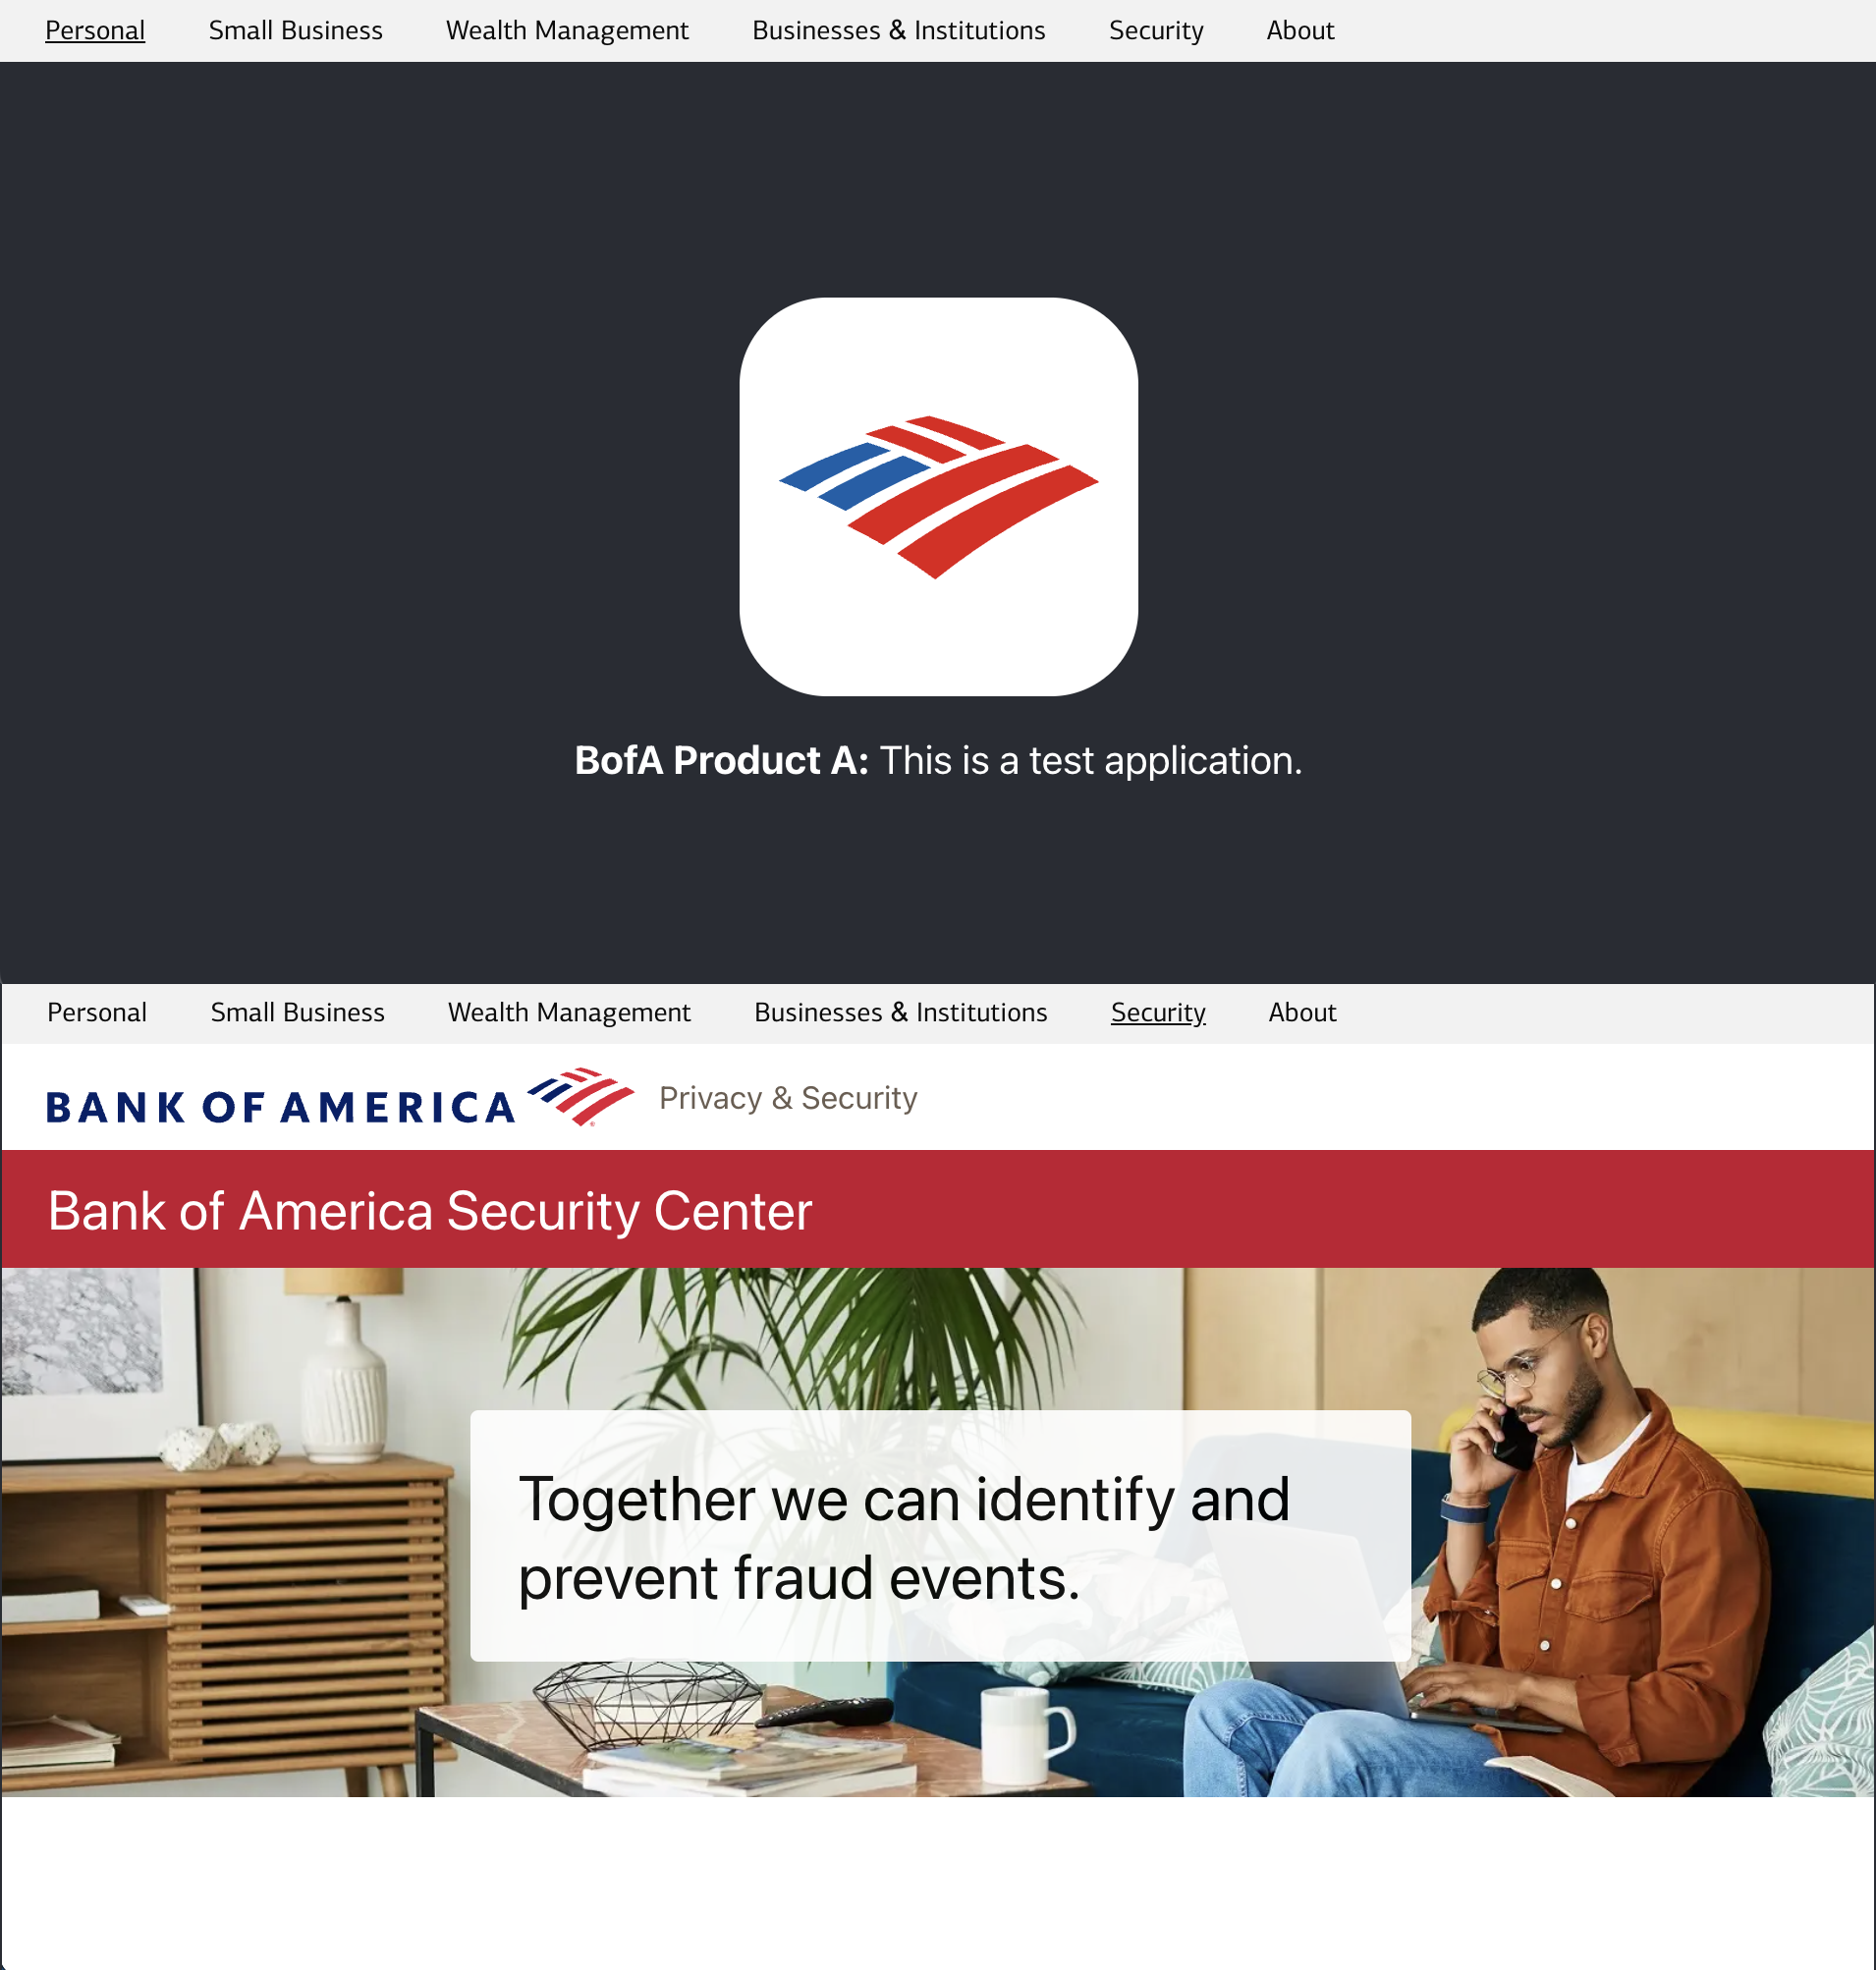 Personal Small Business Wealth Management Businesses & Institutions Security About
BofA Product A: This is a test application.
Personal Small Business Wealth Management Businesses & Institutions Security About
BANK OF AMERICA ® Privacy & Security
Bank of America Security Center
Together we can identify and
prevent fraud events.